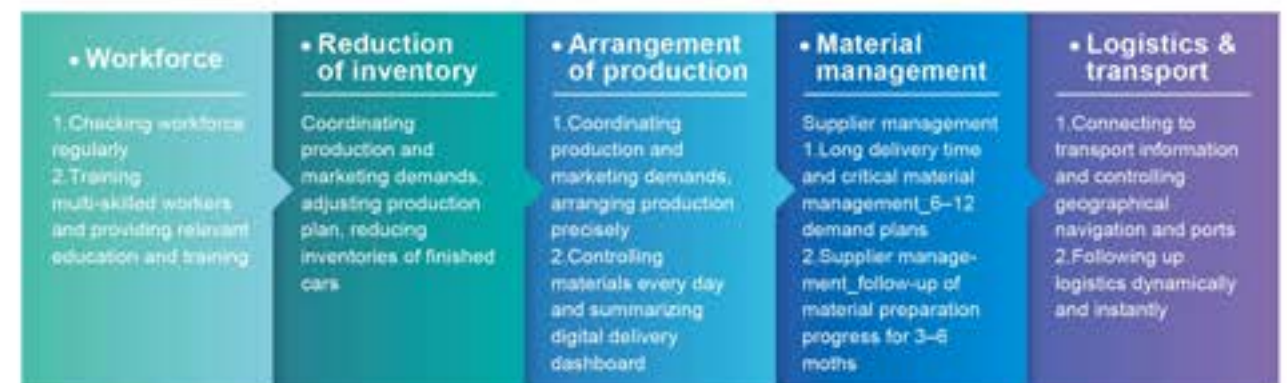 • Workforce
1.Checking workforce
regularly
2.Training
multi-skilled workers
and providing relevant
education and training
• Reduction
of inventory
Coordinating
production and
marketing demands,
adjusting production
plan, reducing
inventories of finished
cars
• Arrangement
of production
1.Coordinating
production and
marketing demands,
arranging production
precisely
2.Controlling
materials every day
and summarizing
digital delivery
dashboard
• Material
management
Supplier management
1.Long delivery time
and critical material
management_6–12
demand plans
2.Supplier manage-
ment_follow-up of
material preparation
progress for 3–6
moths
• Logistics &
transport
1.Connecting to
transport information
and controlling
geographical
navigation and ports
2.Following up
logistics dynamically
and instantly